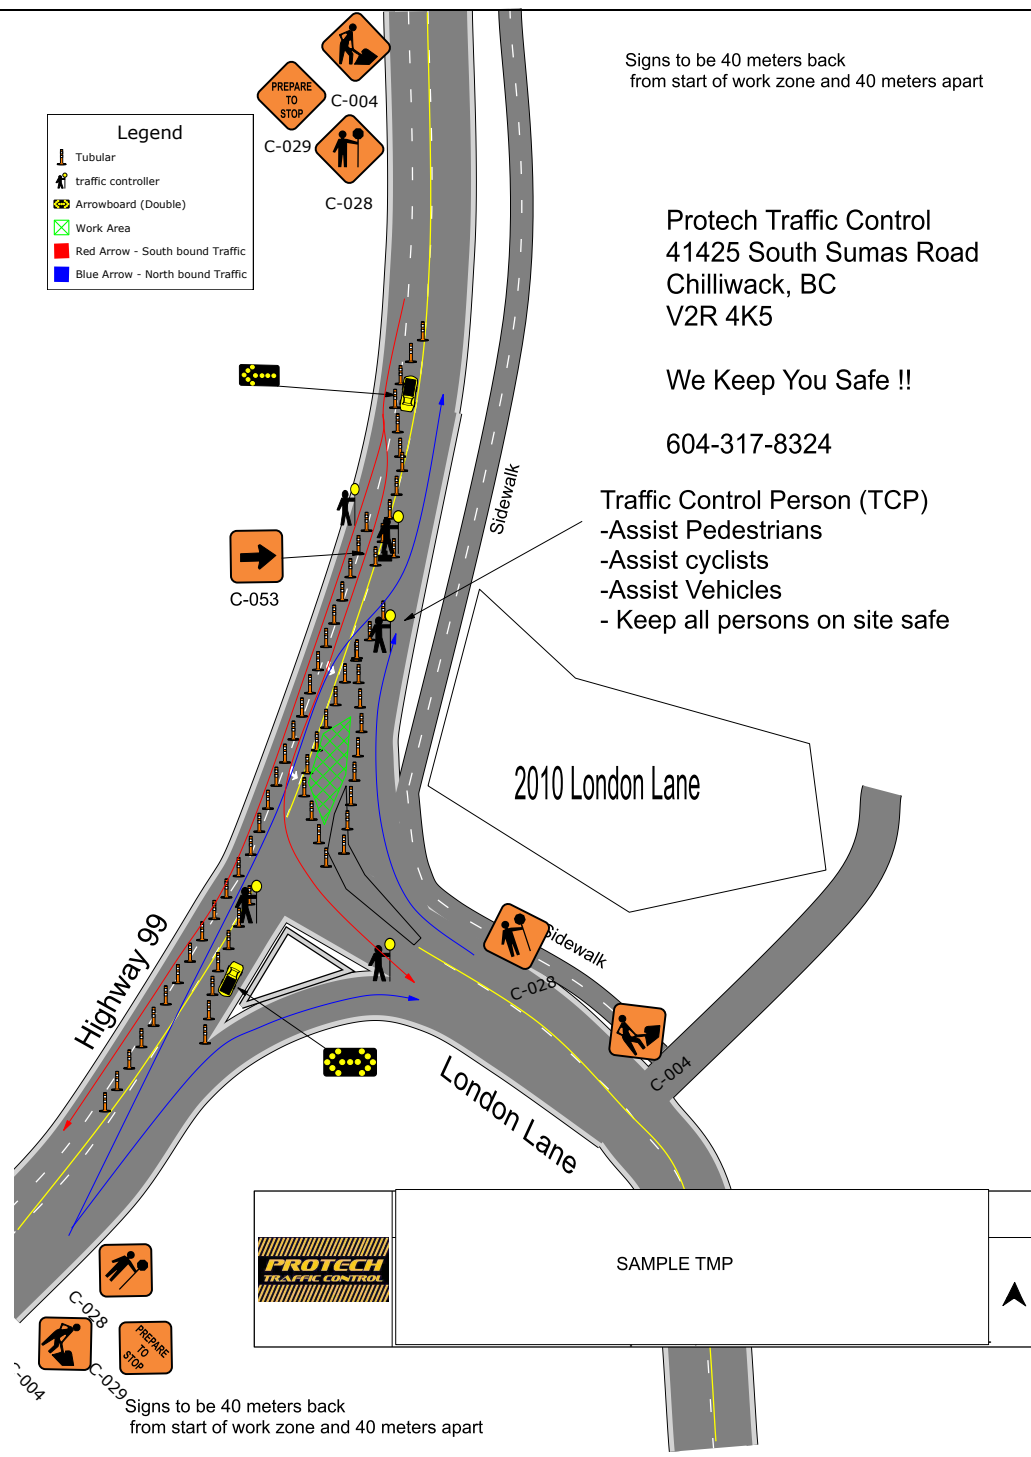 Signs to be 40 meters back
from start of work zone and 40 meters apart
PREPARE
TO
STOP
C-004
C-029
C-028
Legend
Tubular
traffic controller
Arrowboard (Double)
Work Area
Red Arrow - South bound Traffic
Blue Arrow - North bound Traffic
Protech Traffic Control
41425 South Sumas Road
Chilliwack, BC
V2R 4K5
We Keep You Safe !!
604-317-8324
Sidewalk
Traffic Control Person (TCP)
-Assist Pedestrians
-Assist cyclists
-Assist Vehicles
- Keep all persons on site safe
C-053
2010 London Lane
Highway 99
Sidewalk
C-028
C-004
London Lane
PROTECH
TRAFFIC CONTROL
SAMPLE TMP
C-028
PREPARE
TO
STOP
C-004
C-029
Signs to be 40 meters back
from start of work zone and 40 meters apart